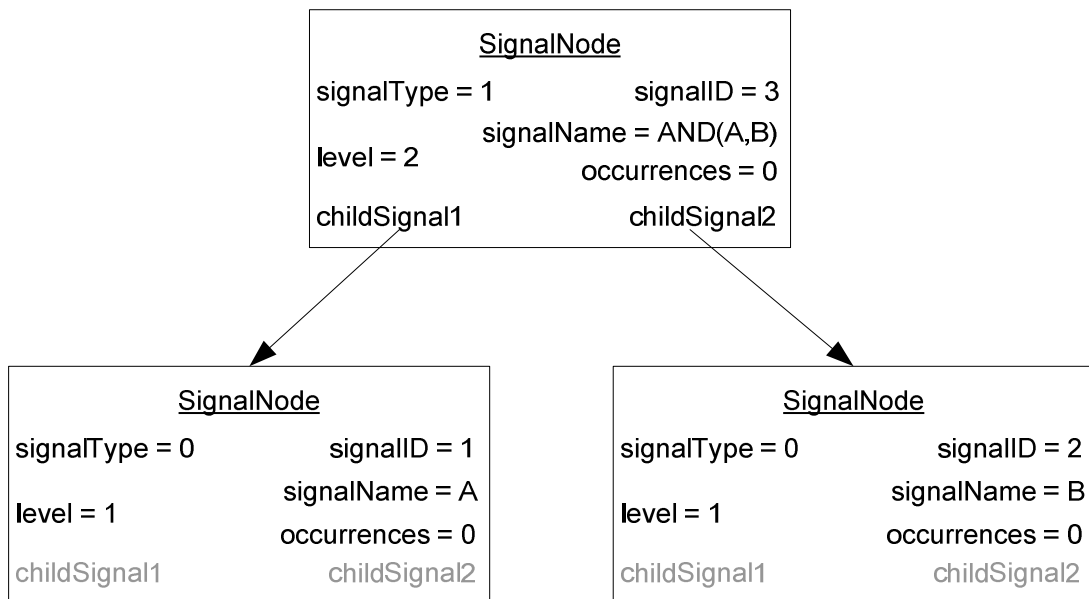 SignalNode
signalType = 1 signalID = 3
signalName = AND(A,B)
level = 2
occurrences = 0
childSignal1 childSignal2
SignalNode
signalType = 0 signalID = 1
signalName = A
level = 1
occurrences = 0
childSignal1 childSignal2
SignalNode
signalType = 0 signalID = 2
signalName = B
level = 1
occurrences = 0
childSignal1 childSignal2